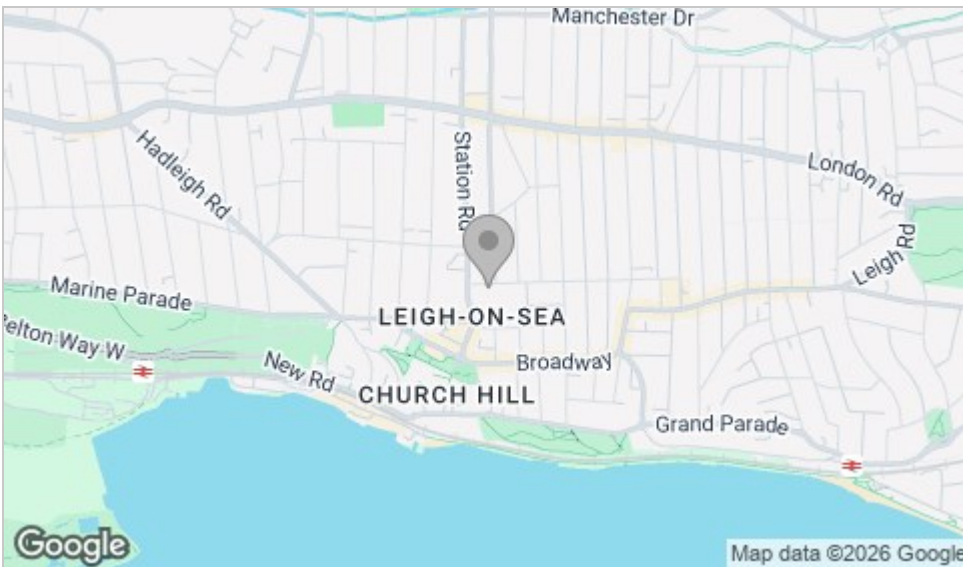 Manchester Dr
Hadleigh Rd
Station Rd
London Rd
Leigh Rd
Marine Parade
LEIGH-ON-SEA
Belton Way W
New Rd
Broadway
CHURCH HILL
Grand Parade
Google
Map data ©2026 Google